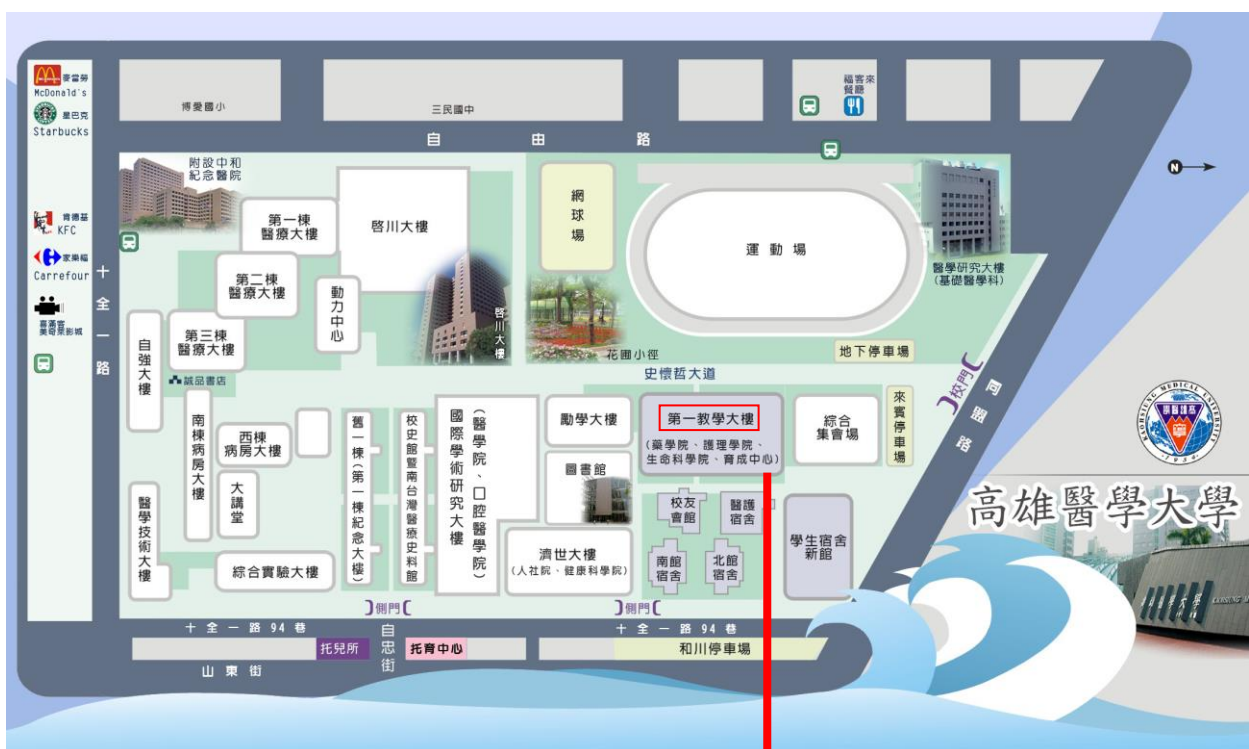 麥當勞
McDonald's
星巴克
Starbucks
肯德基
KFC
家樂福
Carrefour
喜滿客
美奇萊影城
十全一路
博愛國小
三民國中
福客來
餐廳
自由路
N
附設中和
紀念醫院
第一棟
醫療大樓
啓川大樓
網球場
運動場
醫學研究大樓
(基礎醫學科)
第二棟
醫療大樓
動力中心
啓川大樓
第三棟
醫療大樓
自強大樓
誠品書店
花圃小徑
地下停車場
史懷哲大道
校門
同盟路
南棟病房大樓
西棟
病房大樓
大講堂
舊一棟(第一棟紀念大樓)
校史館暨南台灣醫療史料館
國際學術研究大樓
(醫學院、口腔醫學院)
勵學大樓
第一教學大樓
(藥學院、護理學院、
生命科學院、育成中心)
綜合
集會場
來賓停車場
圖書館
醫學技術大樓
綜合實驗大樓
濟世大樓
(人社院、健康科學院)
校友
會館
醫護
宿舍
南館
宿舍
北館
宿舍
學生宿舍
新館
側門
側門
十全一路94巷
自忠街
十全一路94巷
托兒所
托育中心
和川停車場
山東街
KAOHSIUNG MEDICAL UNIVERSITY
1954
高雄醫學大學